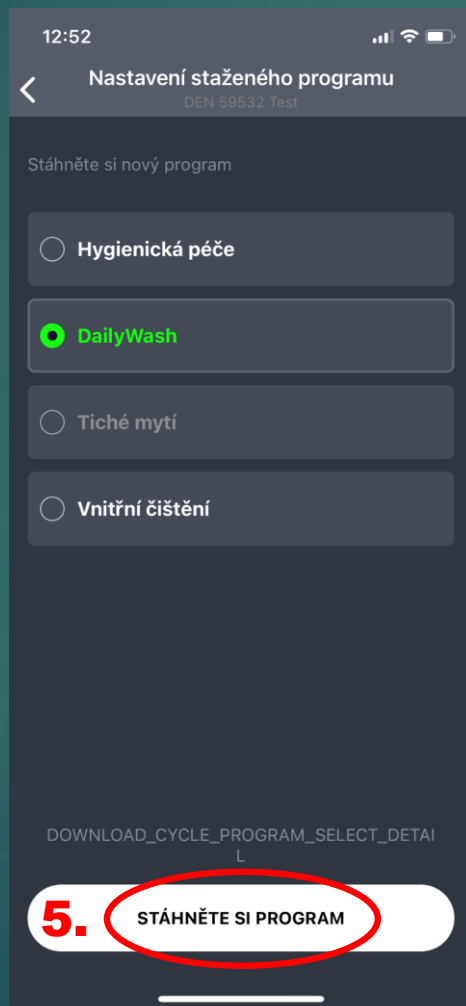 12:52
Nastavení staženého programu
DEN 59532 Test
Stáhněte si nový program
Hygienická péče
DailyWash
Tiché mytí
Vnitřní čištění
DOWNLOAD_CYCLE_PROGRAM_SELECT_DETAI
L
5. STÁHNĚTE SI PROGRAM